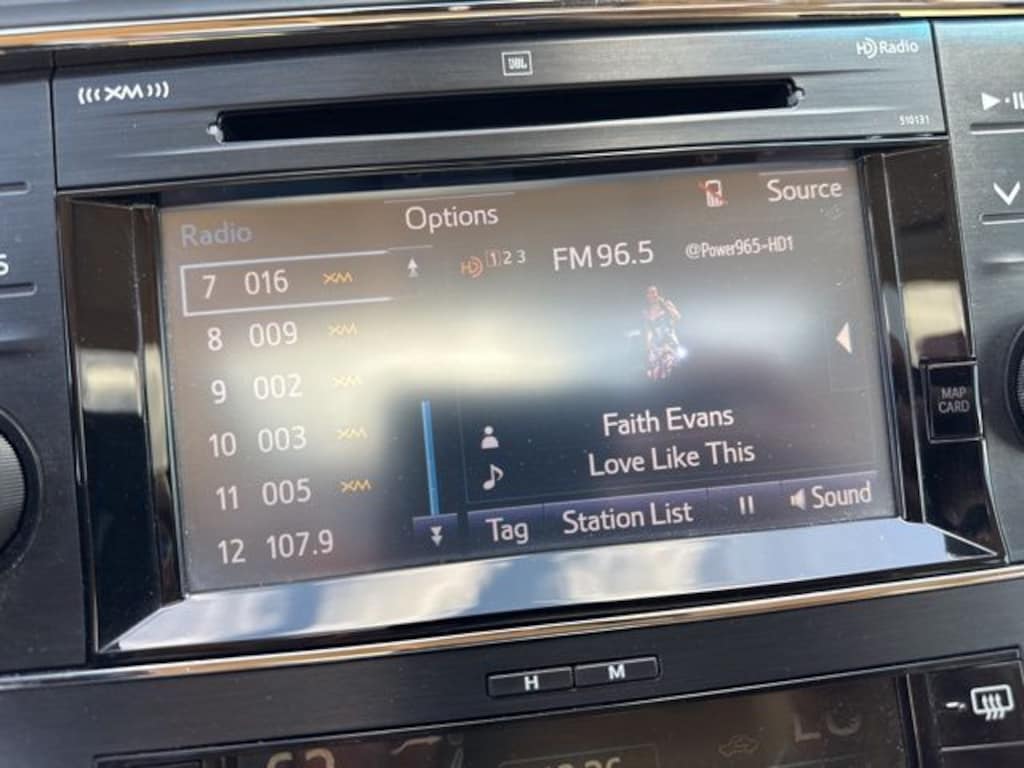 (((XM)))
JBL
HD Radio
510131
Radio
Options
Source
7 016 XM
8 009 XM
9 002 XM
10 003 XM
11 005 XM
12 107.9
HD 1 2 3
FM 96.5
@Power965-HD1
Faith Evans
Love Like This
Tag
Station List
Sound
MAP
CARD
H
M
LO